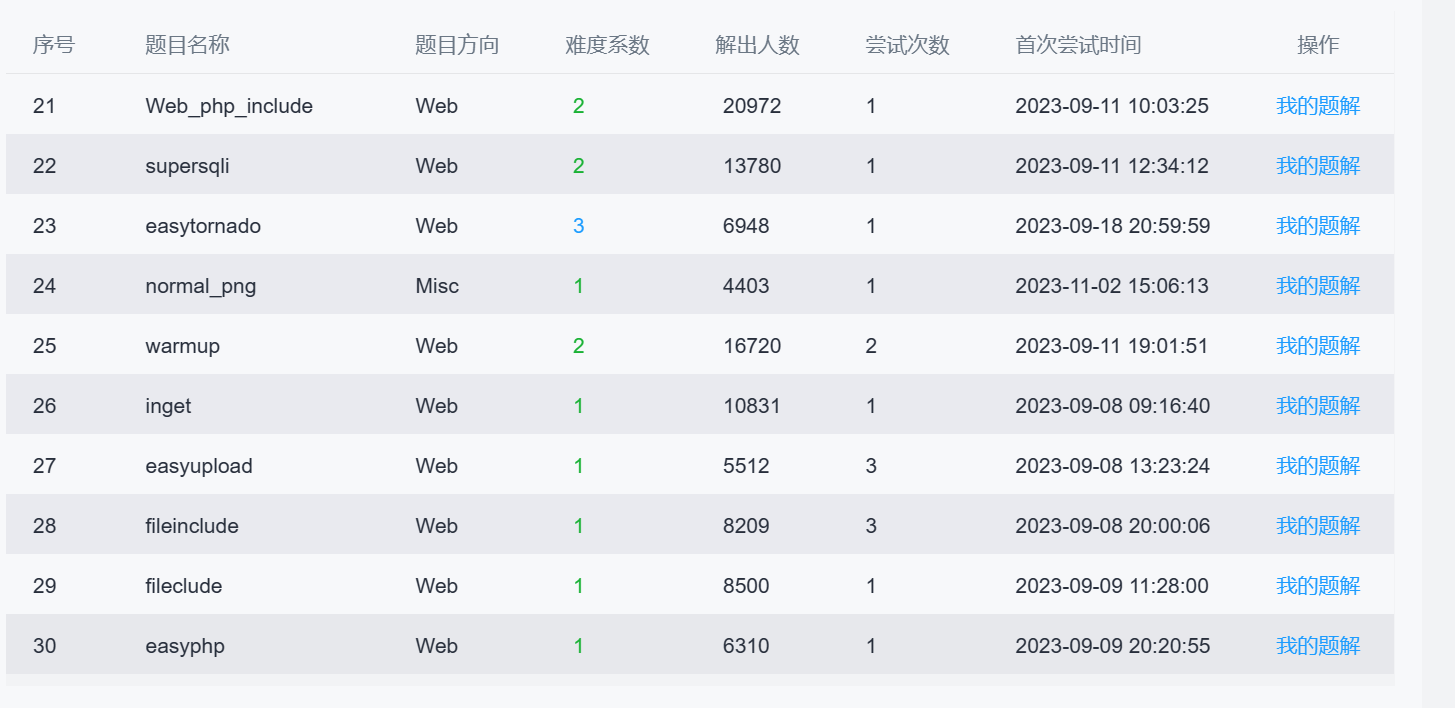 序号 题目名称 题目方向 难度系数 解出人数 尝试次数 首次尝试时间 操作
21 Web_php_include Web 2 20972 1 2023-09-11 10:03:25 我的题解
22 supersqli Web 2 13780 1 2023-09-11 12:34:12 我的题解
23 easytornado Web 3 6948 1 2023-09-18 20:59:59 我的题解
24 normal_png Misc 1 4403 1 2023-11-02 15:06:13 我的题解
25 warmup Web 2 16720 2 2023-09-11 19:01:51 我的题解
26 inget Web 1 10831 1 2023-09-08 09:16:40 我的题解
27 easyupload Web 1 5512 3 2023-09-08 13:23:24 我的题解
28 fileinclude Web 1 8209 3 2023-09-08 20:00:06 我的题解
29 fileclude Web 1 8500 1 2023-09-09 11:28:00 我的题解
30 easyphp Web 1 6310 1 2023-09-09 20:20:55 我的题解